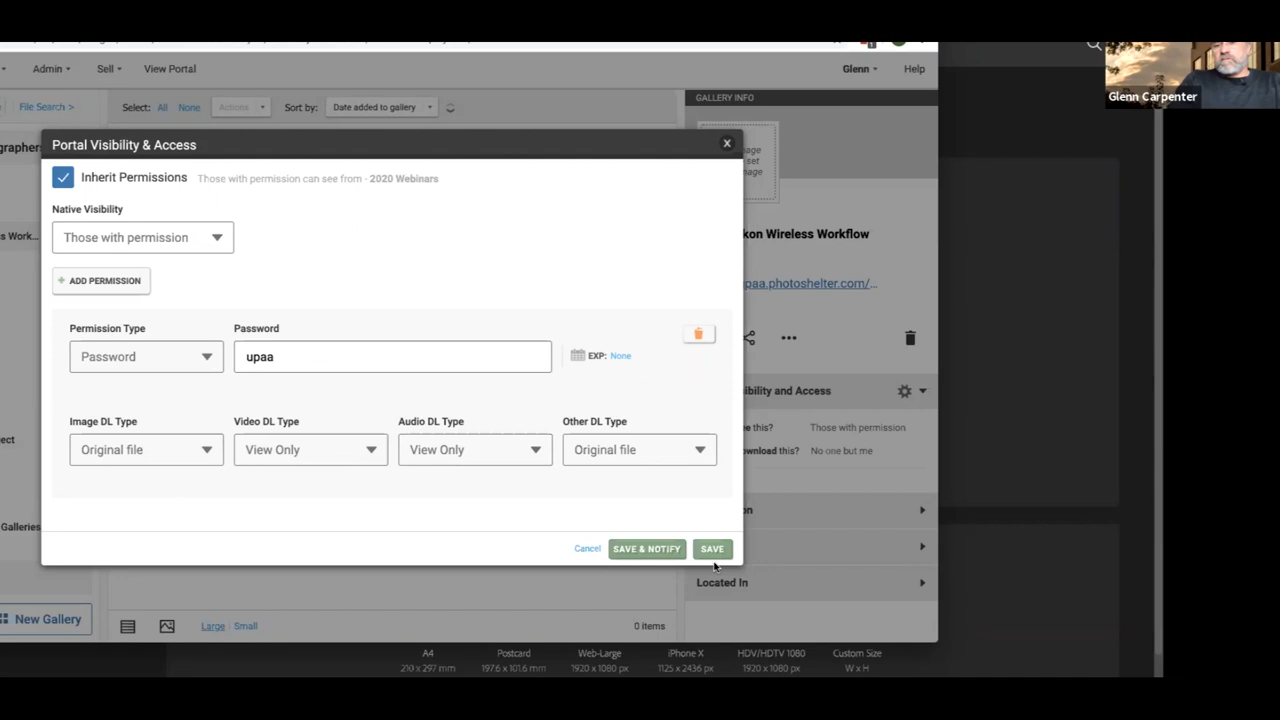 Admin Sell View Portal Glenn Help
File Search > Select: All None Actions Sort by: Date added to gallery GALLERY INFO
Glenn Carpenter
Portal Visibility & Access X
Inherit Permissions Those with permission can see from - 2020 Webinars
Native Visibility
Those with permission
kon Wireless Workflow
+ ADD PERMISSION
upaa.photoshelter.com/...
Permission Type Password
Password upaa EXP: None
ibility and Access
Image DL Type Video DL Type Audio DL Type Other DL Type
Original file View Only View Only Original file
e this? Those with permission
ownload this? No one but me
on
Galleries
Cancel SAVE & NOTIFY SAVE
Located In
New Gallery
Large Small 0 items
A4 Postcard Web-Large iPhone X HDV/HDTV 1080 Custom Size
210 x 297 mm 197.6 x 101.6 mm 1920 x 1080 px 1125 x 2436 px 1920 x 1080 px W x H